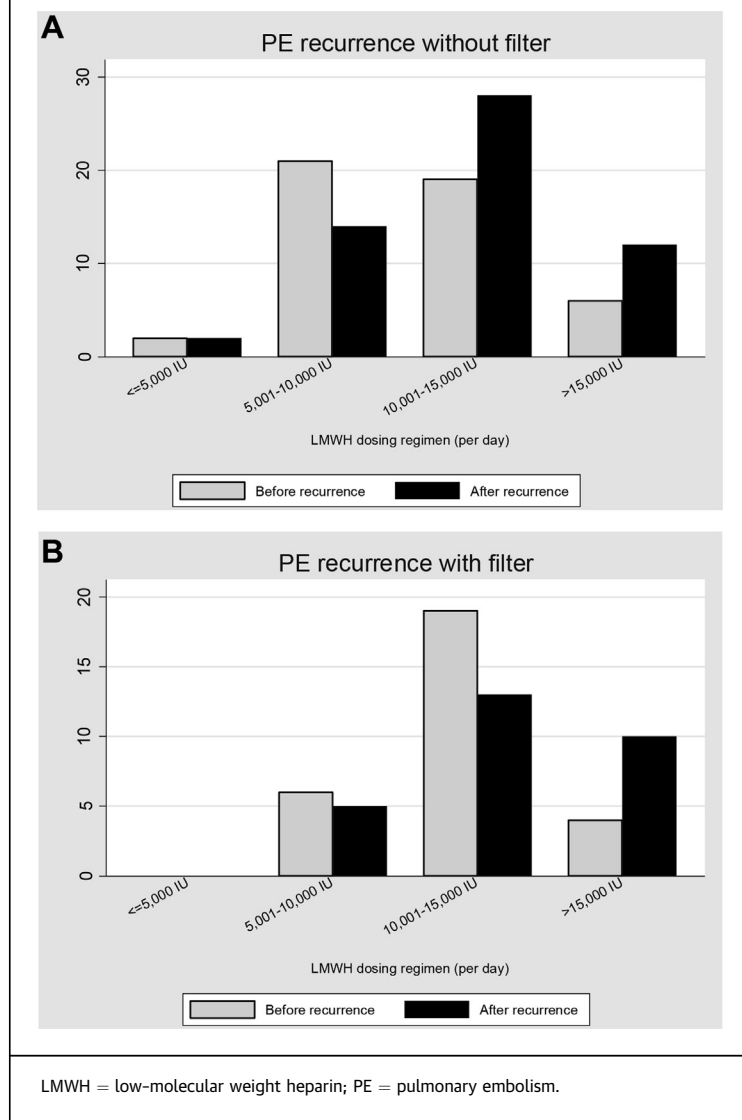 A
PE recurrence without filter
30
20
10
0
<=5,000 IU
5,001-10,000 IU
10,001-15,000 IU
>15,000 IU
LMWH dosing regimen (per day)
Before recurrence
After recurrence
B
PE recurrence with filter
20
15
10
5
0
<=5,000 IU
5,001-10,000 IU
10,001-15,000 IU
>15,000 IU
LMWH dosing regimen (per day)
Before recurrence
After recurrence
LMWH = low-molecular weight heparin; PE = pulmonary embolism.